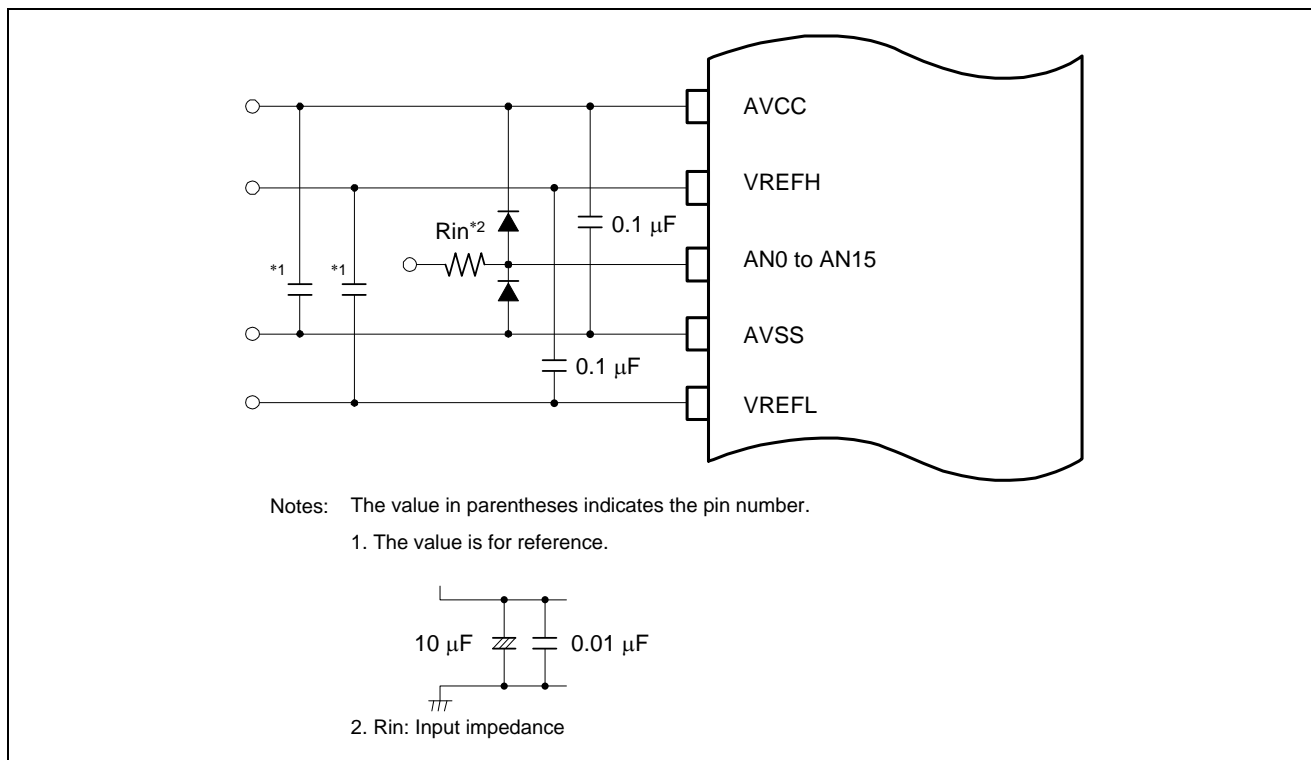 AVCC
VREFH
Rin*2
0.1 μF
AN0 to AN15
*1 *1
AVSS
0.1 μF
VREFL
Notes: The value in parentheses indicates the pin number.
1. The value is for reference.
10 μF 0.01 μF
2. Rin: Input impedance